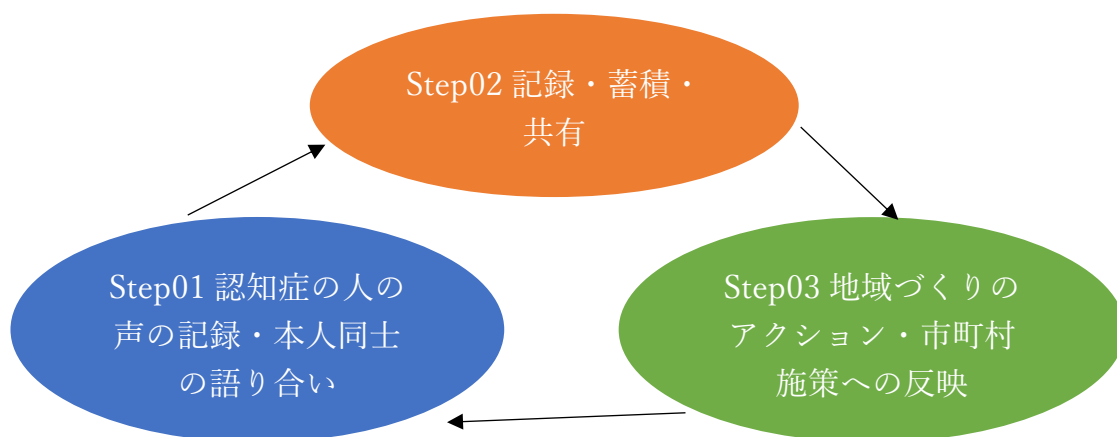 Step02 記録・蓄積・
共有
Step01 認知症の人の
声の記録・本人同士
の語り合い
Step03 地域づくりの
アクション・市町村
施策への反映